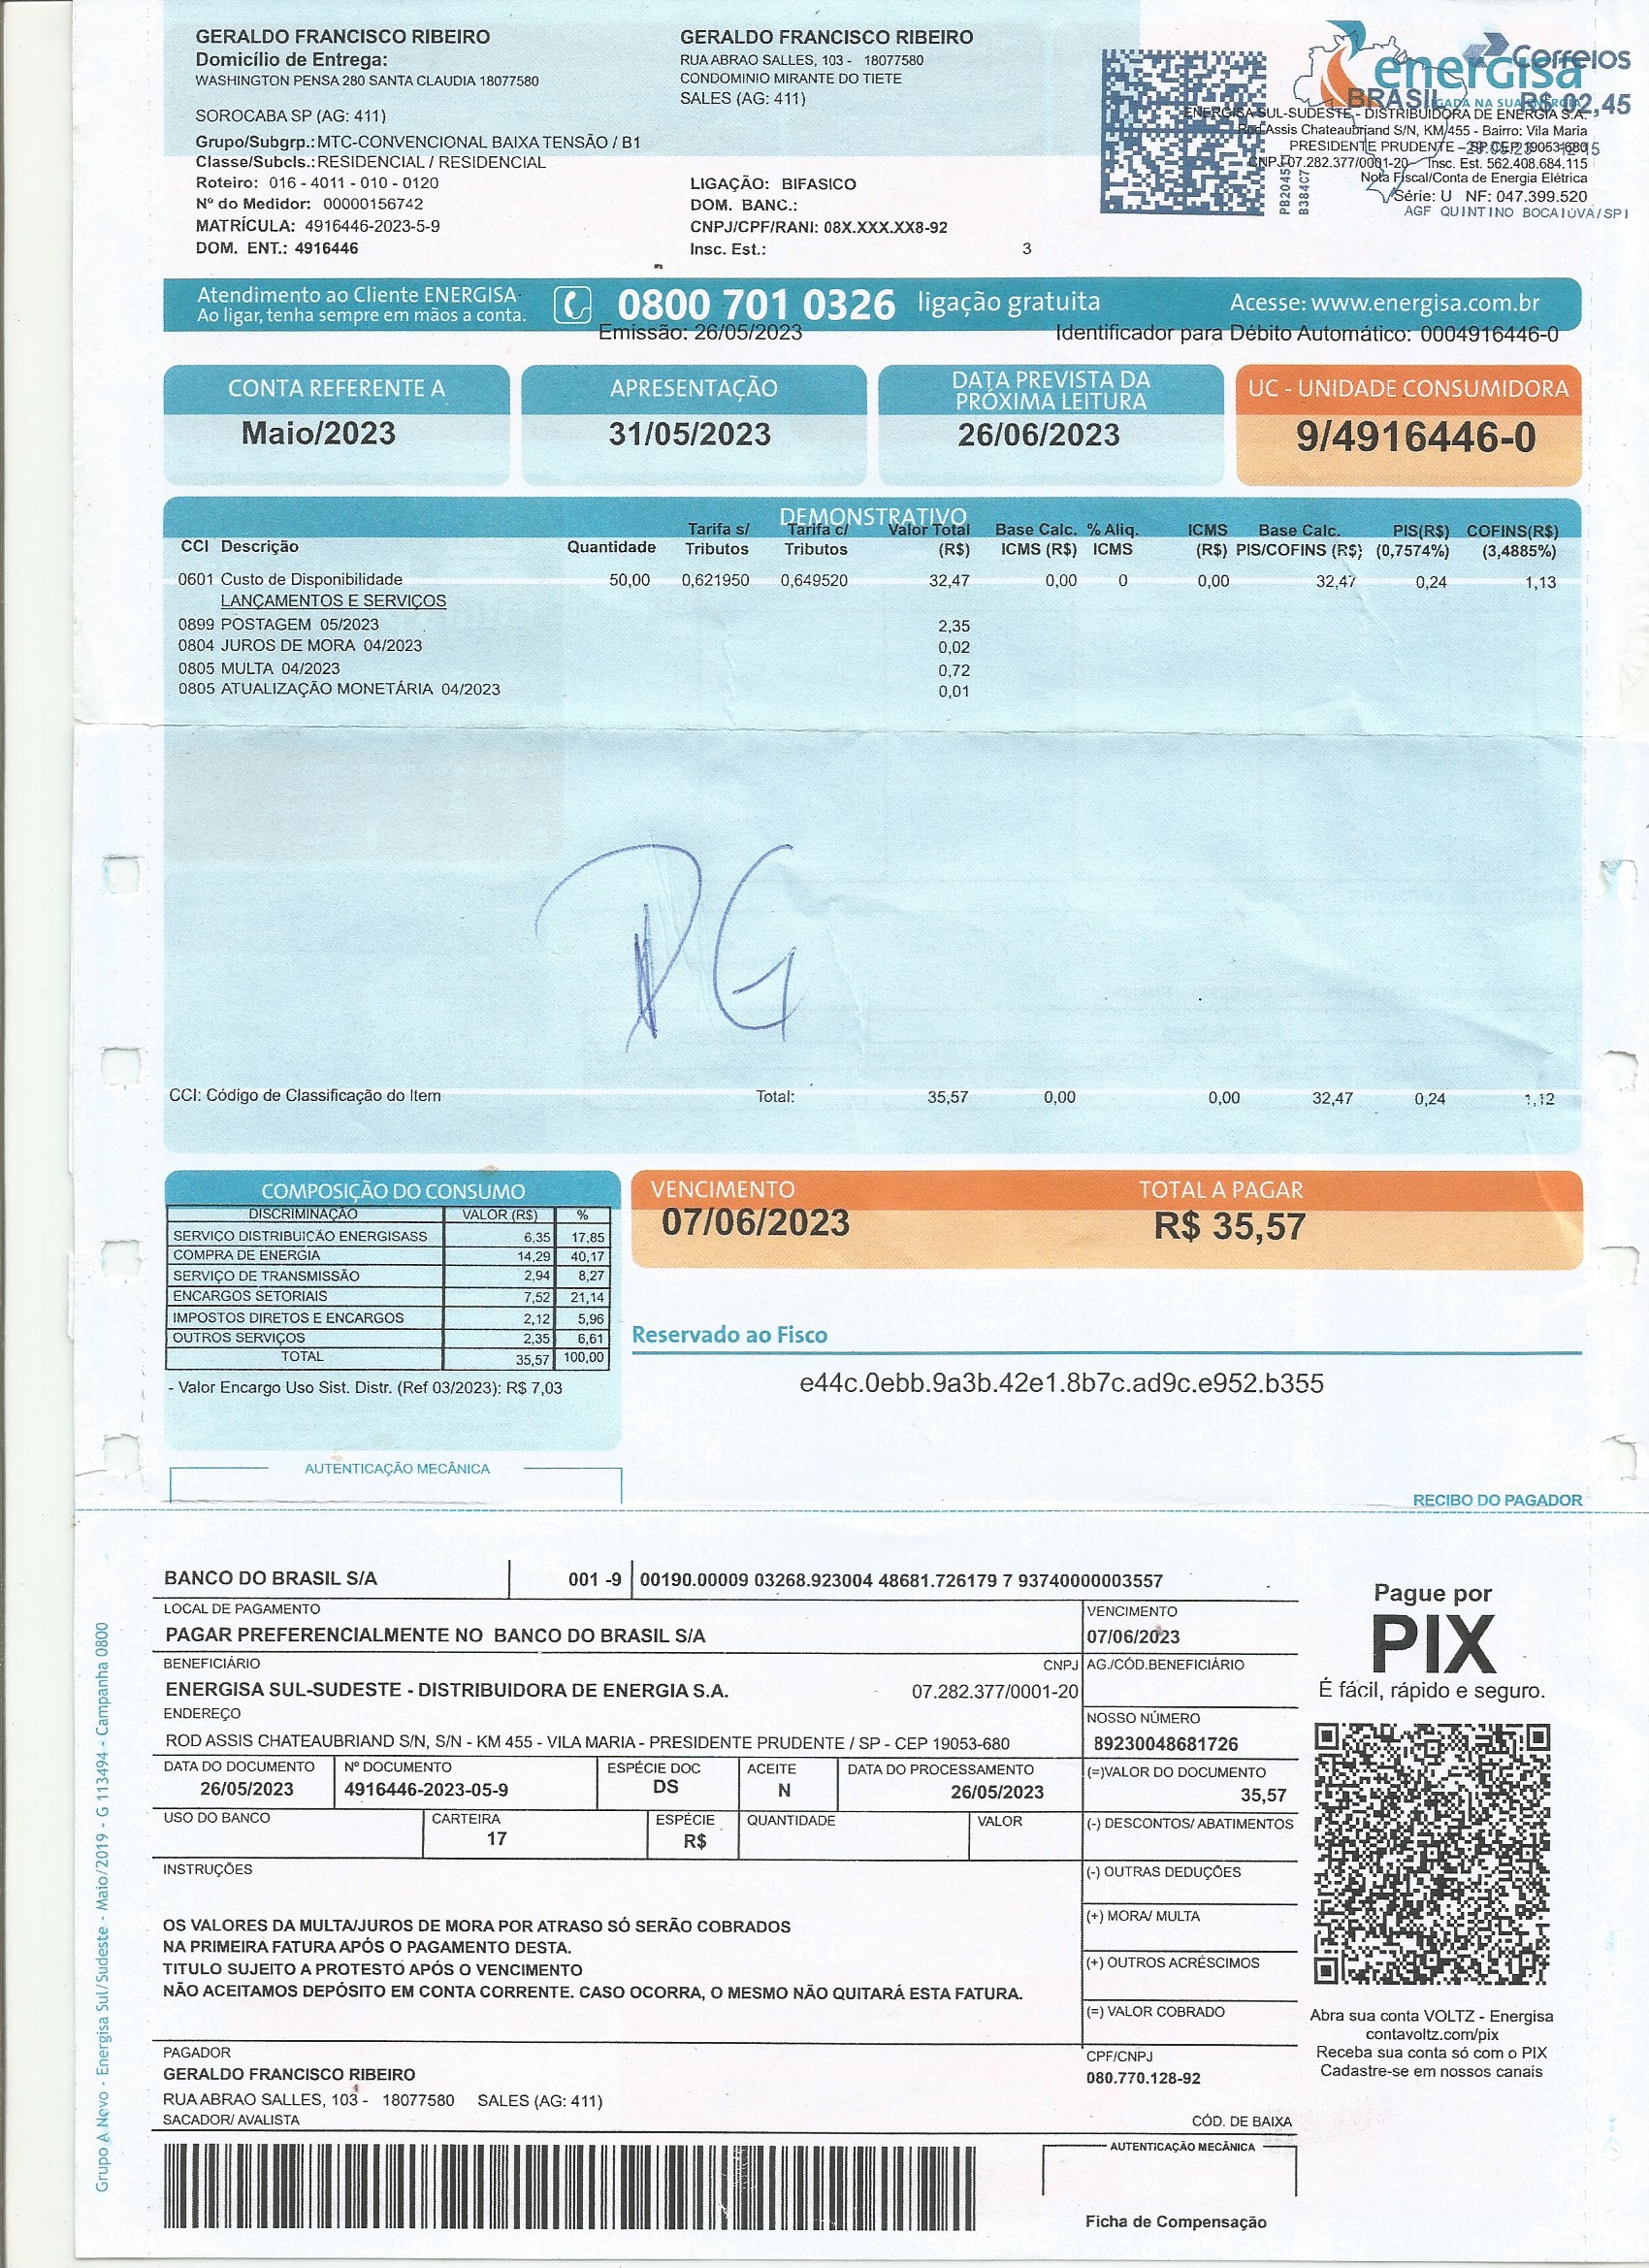 GERALDO FRANCISCO RIBEIRO
Domicílio de Entrega:
WASHINGTON PENSA 280 SANTA CLAUDIA 18077580
SOROCABA SP (AG: 411)
Grupo/Subgrp.: MTC-CONVENCIONAL BAIXA TENSÃO / B1
Classe/Subcls.: RESIDENCIAL / RESIDENCIAL
Roteiro: 016 - 4011 - 010 - 0120
Nº do Medidor: 00000156742
MATRÍCULA: 4916446-2023-5-9
DOM. ENT.: 4916446
GERALDO FRANCISCO RIBEIRO
RUA ABRAO SALLES, 103 - 18077580
CONDOMINIO MIRANTE DO TIETE
SALES (AG: 411)
LIGAÇÃO: BIFASICO
DOM. BANC.:
CNPJ/CPF/RANI: 08X.XXX.XX8-92
Insc. Est.: 3
energisa
Correios
BRASIL R$ 02,45
ENERGISA SUL-SUDESTE - DISTRIBUIDORA DE ENERGIA S.A.
Rod Assis Chateaubriand S/N, KM 455 - Bairro: Vila Maria
PRESIDENTE PRUDENTE - SP CEP 19053-680
CNPJ 07.282.377/0001-20 Insc. Est. 562.408.684.115
Nota Fiscal/Conta de Energia Elétrica
Série: U NF: 047.399.520
AGF QUINTINO BOCAIUVA/SPI
Atendimento ao Cliente ENERGISA
Ao ligar, tenha sempre em mãos a conta.
0800 701 0326 ligação gratuita
Acesse: www.energisa.com.br
Emissão: 26/05/2023 Identificador para Débito Automático: 0004916446-0
CONTA REFERENTE A
Maio/2023
APRESENTAÇÃO
31/05/2023
DATA PREVISTA DA
PRÓXIMA LEITURA
26/06/2023
UC - UNIDADE CONSUMIDORA
9/4916446-0
DEMONSTRATIVO
CCI Descrição Quantidade Tarifa s/ Tributos Tarifa c/ Tributos Valor Total (R$) Base Calc. ICMS (R$) % Aliq. ICMS ICMS (R$) Base Calc. PIS/COFINS (R$) PIS(R$) (0,7574%) COFINS(R$) (3,4885%)
0601 Custo de Disponibilidade 50,00 0,621950 0,649520 32,47 0,00 0 0,00 32,47 0,24 1,13
LANÇAMENTOS E SERVIÇOS
0899 POSTAGEM 05/2023 2,35
0804 JUROS DE MORA 04/2023 0,02
0805 MULTA 04/2023 0,72
0805 ATUALIZAÇÃO MONETÁRIA 04/2023 0,01
PG
CCI: Código de Classificação do Item Total: 35,57 0,00 0,00 32,47 0,24 1,12
COMPOSIÇÃO DO CONSUMO
DISCRIMINAÇÃO VALOR (R$) %
SERVIÇO DISTRIBUIÇÃO ENERGISASS 6,35 17,85
COMPRA DE ENERGIA 14,29 40,17
SERVIÇO DE TRANSMISSÃO 2,94 8,27
ENCARGOS SETORIAIS 7,52 21,14
IMPOSTOS DIRETOS E ENCARGOS 2,12 5,96
OUTROS SERVIÇOS 2,35 6,61
TOTAL 35,57 100,00
- Valor Encargo Uso Sist. Distr. (Ref 03/2023): R$ 7,03
VENCIMENTO
07/06/2023
TOTAL A PAGAR
R$ 35,57
Reservado ao Fisco
e44c.0ebb.9a3b.42e1.8b7c.ad9c.e952.b355
AUTENTICAÇÃO MECÂNICA
RECIBO DO PAGADOR
BANCO DO BRASIL S/A 001 -9 00190.00009 03268.923004 48681.726179 7 93740000003557
LOCAL DE PAGAMENTO
PAGAR PREFERENCIALMENTE NO BANCO DO BRASIL S/A
VENCIMENTO
07/06/2023
BENEFICIÁRIO CNPJ
ENERGISA SUL-SUDESTE - DISTRIBUIDORA DE ENERGIA S.A. 07.282.377/0001-20
AG./CÓD.BENEFICIÁRIO
ENDEREÇO
ROD ASSIS CHATEAUBRIAND S/N, S/N - KM 455 - VILA MARIA - PRESIDENTE PRUDENTE / SP - CEP 19053-680
NOSSO NÚMERO
89230048681726
DATA DO DOCUMENTO
26/05/2023
Nº DOCUMENTO
4916446-2023-05-9
ESPÉCIE DOC
DS
ACEITE
N
DATA DO PROCESSAMENTO
26/05/2023
(=)VALOR DO DOCUMENTO
35,57
USO DO BANCO
CARTEIRA
17
ESPÉCIE
R$
QUANTIDADE
VALOR
(-) DESCONTOS/ ABATIMENTOS
INSTRUÇÕES
(-) OUTRAS DEDUÇÕES
(+) MORA/ MULTA
(+) OUTROS ACRÉSCIMOS
(=) VALOR COBRADO
OS VALORES DA MULTA/JUROS DE MORA POR ATRASO SÓ SERÃO COBRADOS
NA PRIMEIRA FATURA APÓS O PAGAMENTO DESTA.
TITULO SUJEITO A PROTESTO APÓS O VENCIMENTO
NÃO ACEITAMOS DEPÓSITO EM CONTA CORRENTE. CASO OCORRA, O MESMO NÃO QUITARÁ ESTA FATURA.
PAGADOR
GERALDO FRANCISCO RIBEIRO
RUA ABRAO SALLES, 103 - 18077580 SALES (AG: 411)
SACADOR/ AVALISTA
CPF/CNPJ
080.770.128-92
CÓD. DE BAIXA
AUTENTICAÇÃO MECÂNICA
Ficha de Compensação
Pague por
PIX
É fácil, rápido e seguro.
Abra sua conta VOLTZ - Energisa
contavoltz.com/pix
Receba sua conta só com o PIX
Cadastre-se em nossos canais
Grupo A Novo - Energisa Sul/Sudeste - Maio/2019 - G 113494 - Campanha 0800